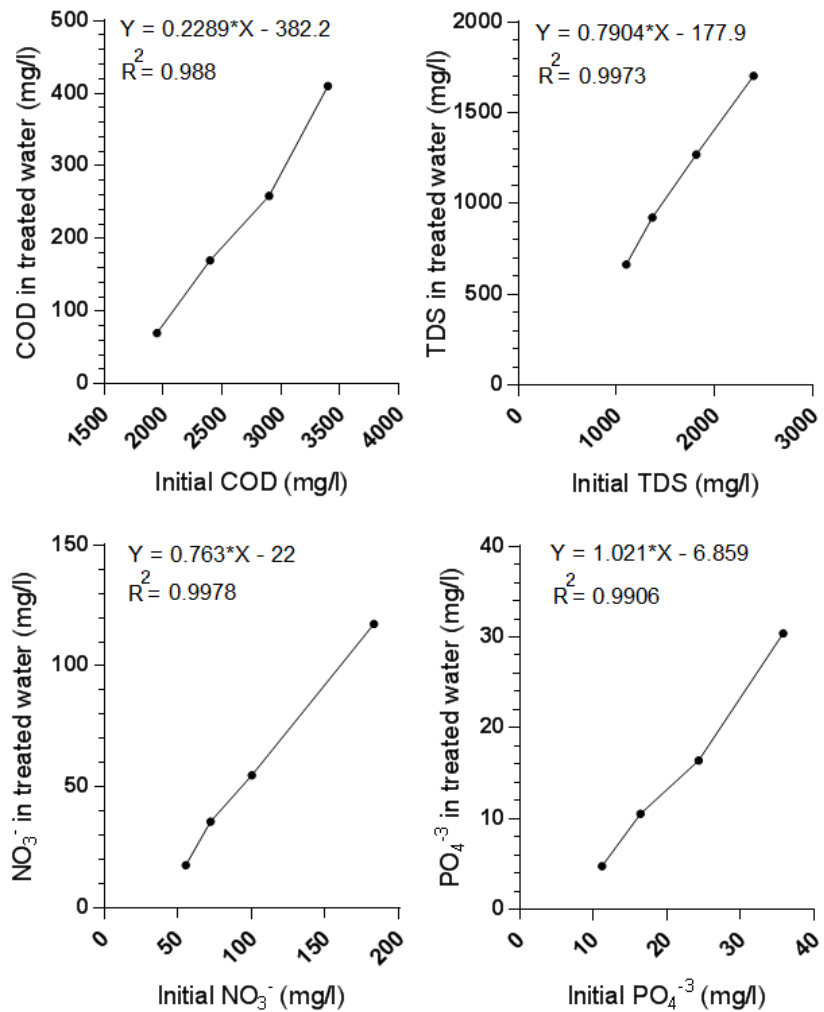 Y = 0.2289*X - 382.2
R2= 0.988
COD in treated water (mg/l)
500
400
300
200
100
0
1500
2000
2500
3000
3500
4000
Initial COD (mg/l)
Y = 0.7904*X - 177.9
R2= 0.9973
TDS in treated water (mg/l)
2000
1500
1000
500
0
0
1000
2000
3000
Initial TDS (mg/l)
Y = 0.763*X - 22
R2= 0.9978
NO3- in treated water (mg/l)
150
100
50
0
0
50
100
150
200
Initial NO3- (mg/l)
Y = 1.021*X - 6.859
R2= 0.9906
PO4-3 in treated water (mg/l)
40
30
20
10
0
0
10
20
30
40
Initial PO4-3 (mg/l)